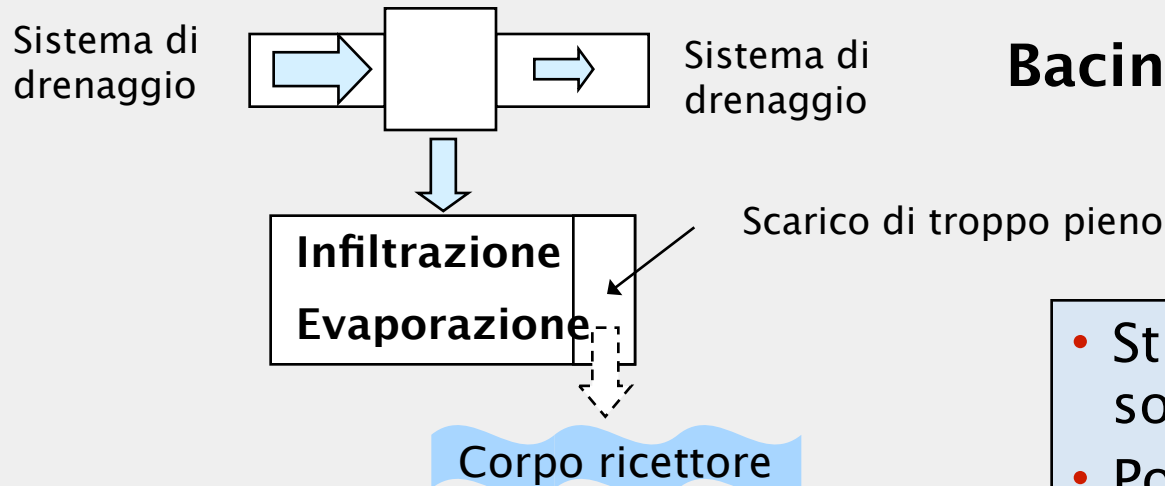 Sistema di
drenaggio
Sistema di
drenaggio
Scarico di troppo pieno
Infiltrazione
Evaporazione
Corpo ricettore